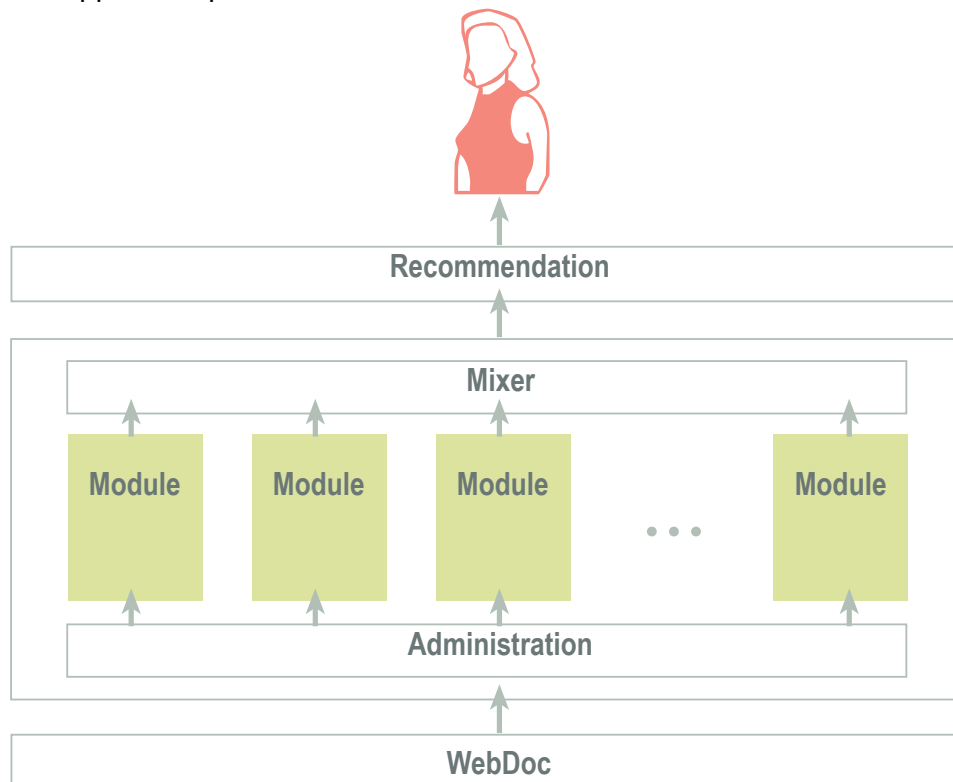 Recommendation
Mixer
Module Module Module ... Module
Administration
WebDoc